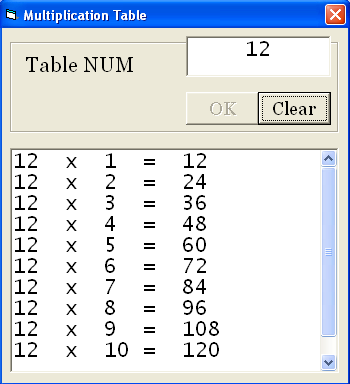 Multiplication Table
Table NUM
12
OK
Clear
12 x 1 = 12
12 x 2 = 24
12 x 3 = 36
12 x 4 = 48
12 x 5 = 60
12 x 6 = 72
12 x 7 = 84
12 x 8 = 96
12 x 9 = 108
12 x 10 = 120